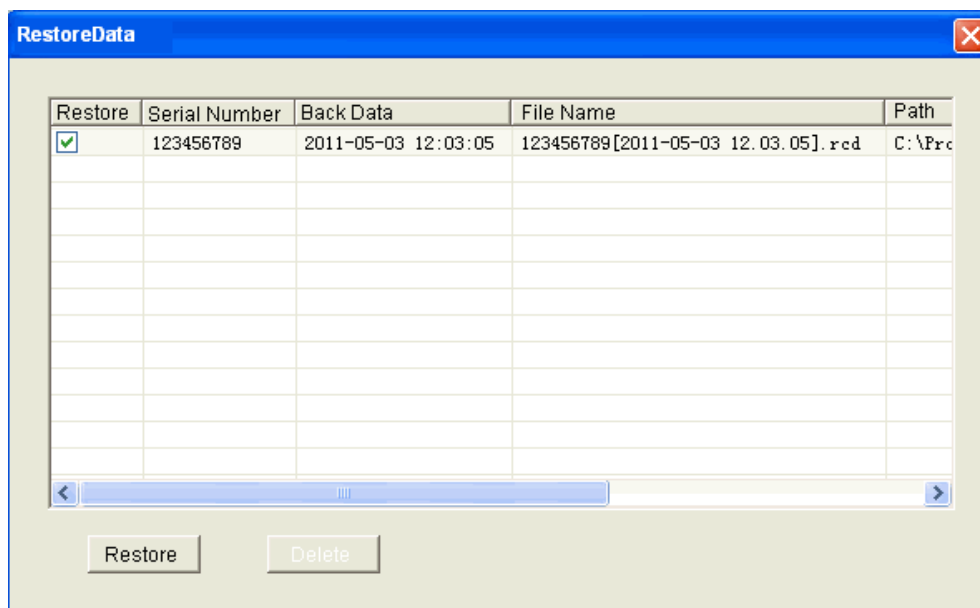 RestoreData
Restore Serial Number Back Data File Name Path
123456789 2011-05-03 12:03:05 123456789[2011-05-03 12.03.05].rcd C:\Prc
Restore Delete